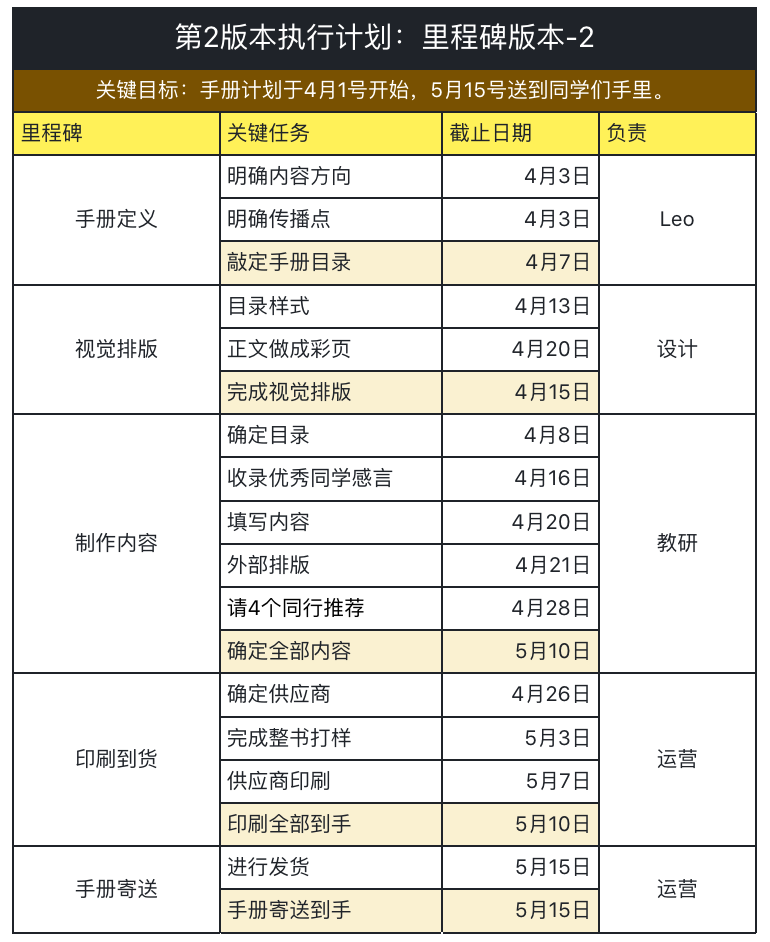 第2版本执行计划：里程碑版本-2
关键目标：手册计划于4月1号开始，5月15号送到同学们手里。
里程碑 关键任务 截止日期 负责
手册定义 明确内容方向 4月3日 Leo
明确传播点 4月3日
敲定手册目录 4月7日
视觉排版 目录样式 4月13日 设计
正文做成彩页 4月20日
完成视觉排版 4月15日
制作内容 确定目录 4月8日 教研
收录优秀同学感言 4月16日
填写内容 4月20日
外部排版 4月21日
请4个同行推荐 4月28日
确定全部内容 5月10日
印刷到货 确定供应商 4月26日 运营
完成整书打样 5月3日
供应商印刷 5月7日
印刷全部到手 5月10日
手册寄送 进行发货 5月15日 运营
手册寄送到手 5月15日